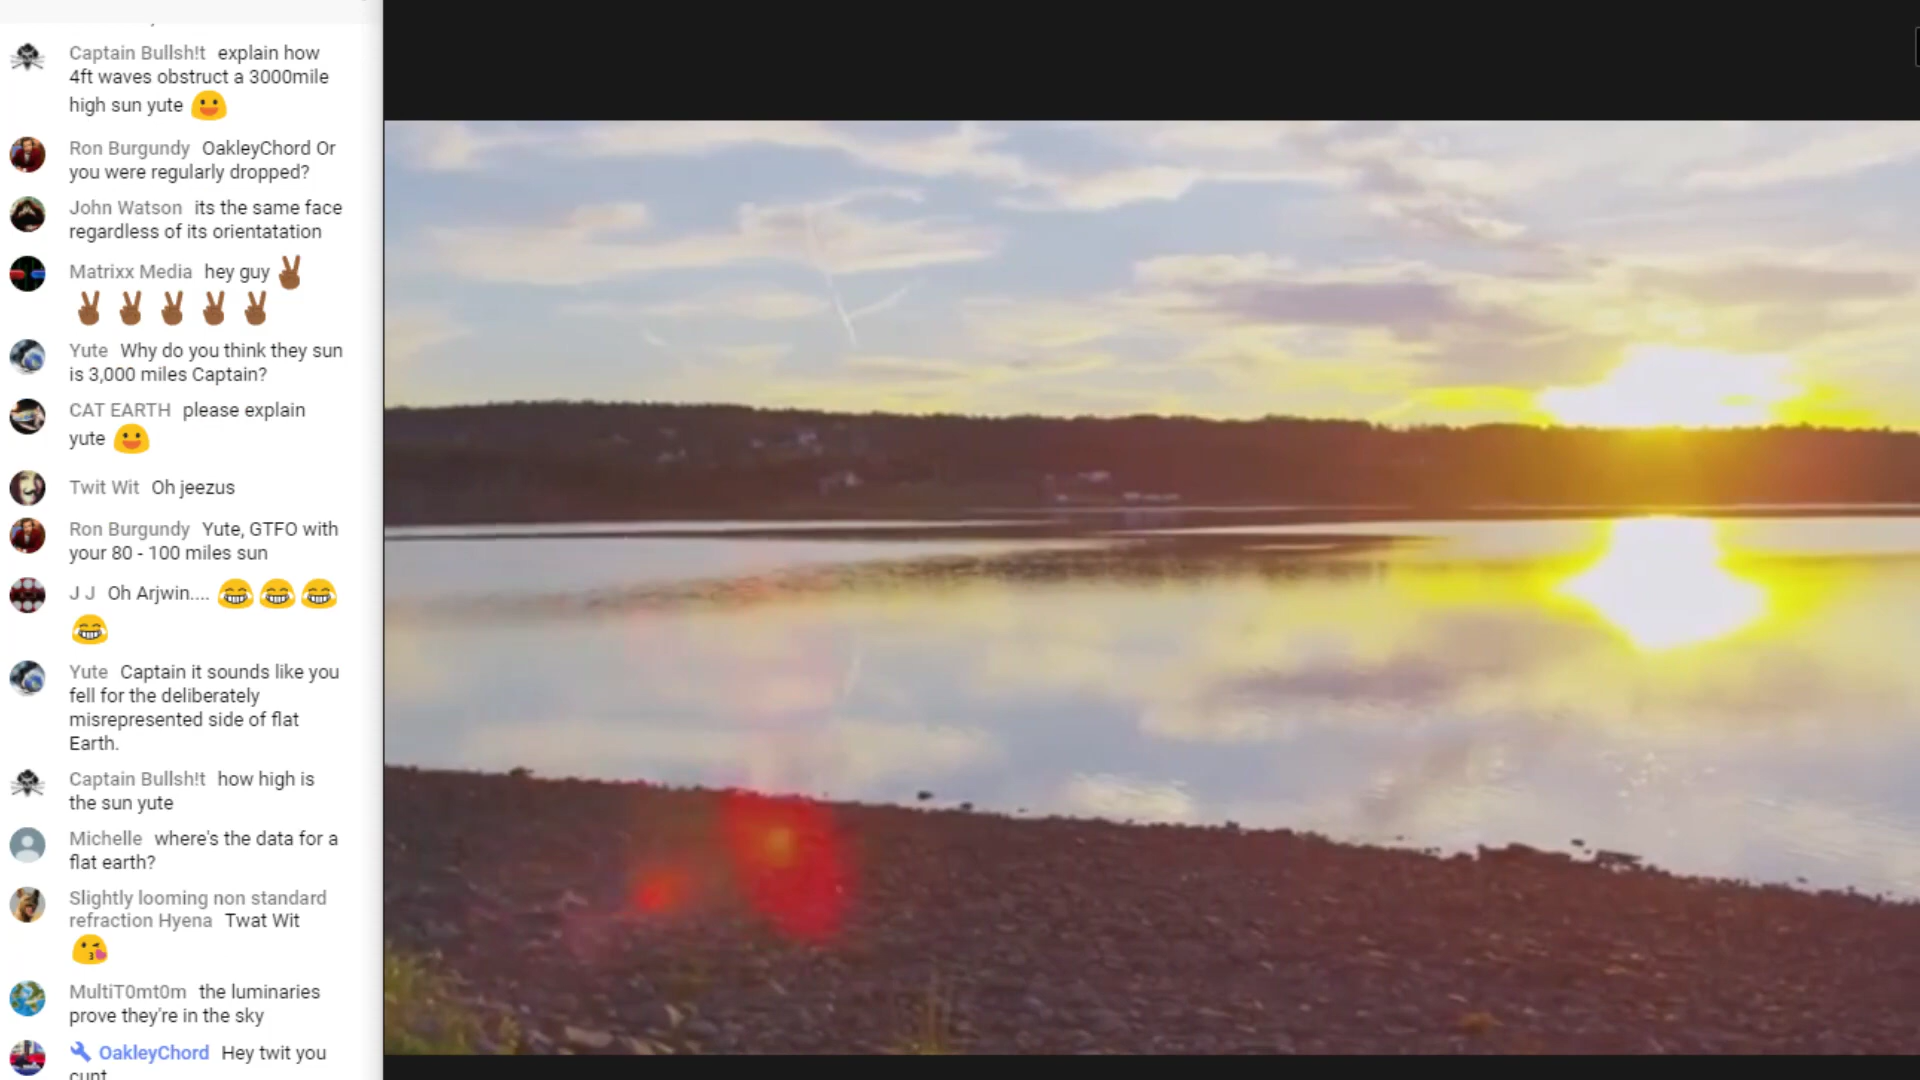 Captain Bullsh!t explain how
4ft waves obstruct a 3000mile
high sun yute
Ron Burgundy OakleyChord Or
you were regularly dropped?
John Watson its the same face
regardless of its orientatation
Matrixx Media hey guy
Yute Why do you think they sun
is 3,000 miles Captain?
CAT EARTH please explain
yute
Twit Wit Oh jeezus
Ron Burgundy Yute, GTFO with
your 80 - 100 miles sun
J J Oh Arjwin....
Yute Captain it sounds like you
fell for the deliberately
misrepresented side of flat
Earth.
Captain Bullsh!t how high is
the sun yute
Michelle where's the data for a
flat earth?
Slightly looming non standard
refraction Hyena Twat Wit
MultiT0mt0m the luminaries
prove they're in the sky
OakleyChord Hey twit you
cunt